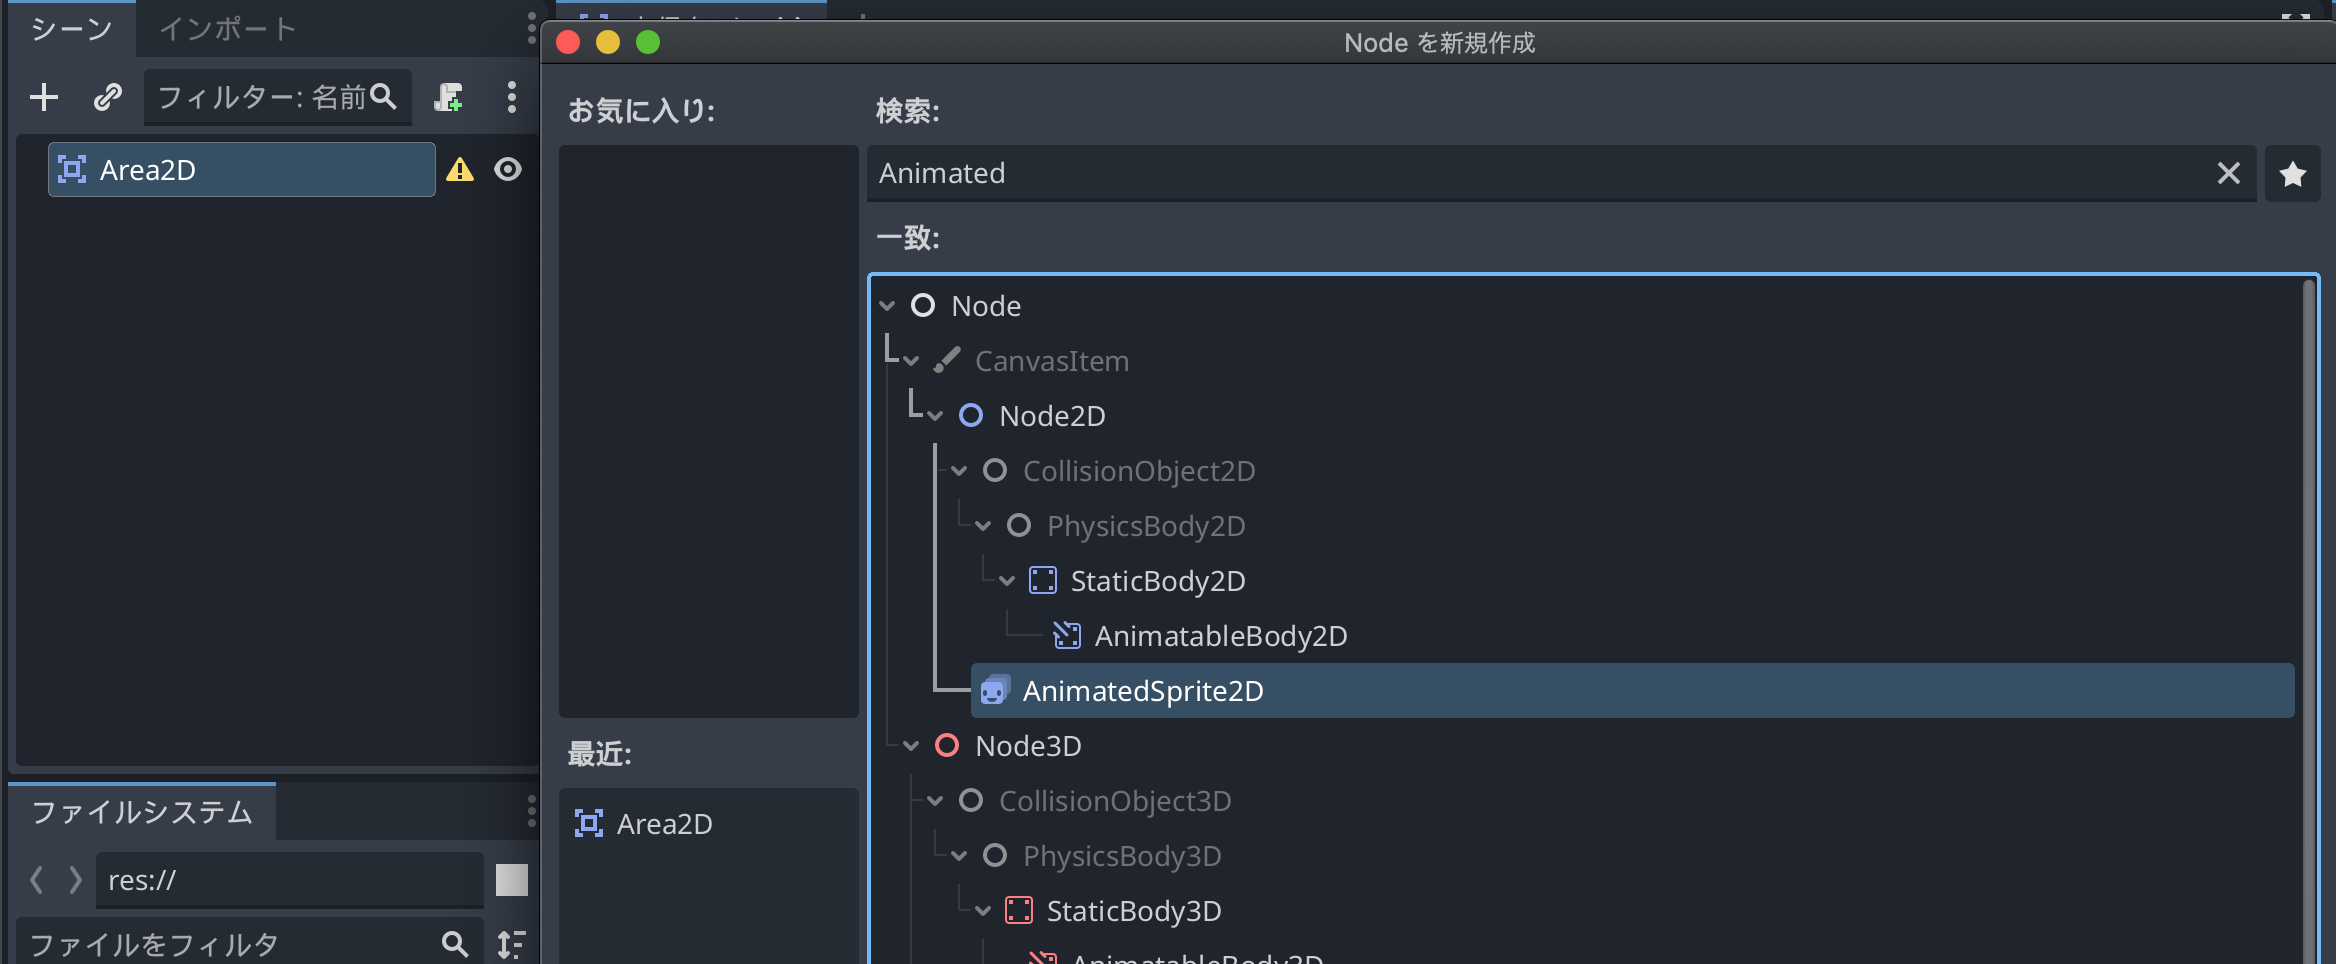 シーン
インポート
フィルター: 名前
Area2D
ファイルシステム
res://
ファイルをフィルタ
Node を新規作成
お気に入り:
最近:
Area2D
検索:
Animated
一致:
Node
CanvasItem
Node2D
CollisionObject2D
PhysicsBody2D
StaticBody2D
AnimatableBody2D
AnimatedSprite2D
Node3D
CollisionObject3D
PhysicsBody3D
StaticBody3D
AnimatableBody3D